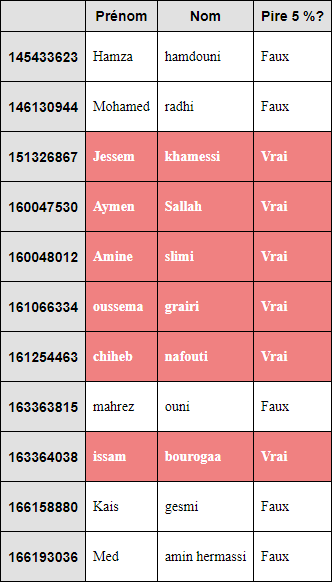 Prénom Nom Pire 5 %?
145433623 Hamza hamdouni Faux
146130944 Mohamed radhi Faux
151326867 Jessem khamessi Vrai
160047530 Aymen Sallah Vrai
160048012 Amine slimi Vrai
161066334 oussema grairi Vrai
161254463 chiheb nafouti Vrai
163363815 mahrez ouni Faux
163364038 issam bourogaa Vrai
166158880 Kais gesmi Faux
166193036 Med amin hermassi Faux